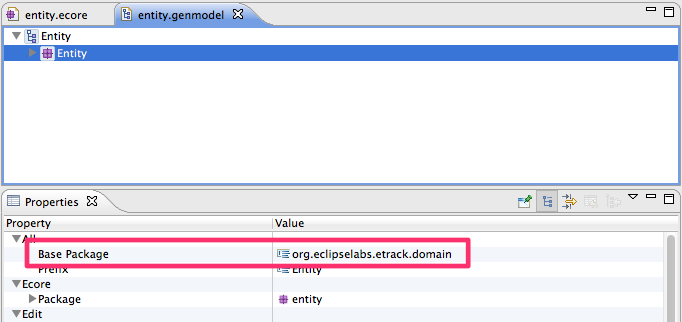 entity.ecore entity.genmodel
Entity
Entity
Properties
Property Value
All
Base Package org.eclipselabs.etrack.domain
Prefix Entity
Ecore
Package entity
Edit